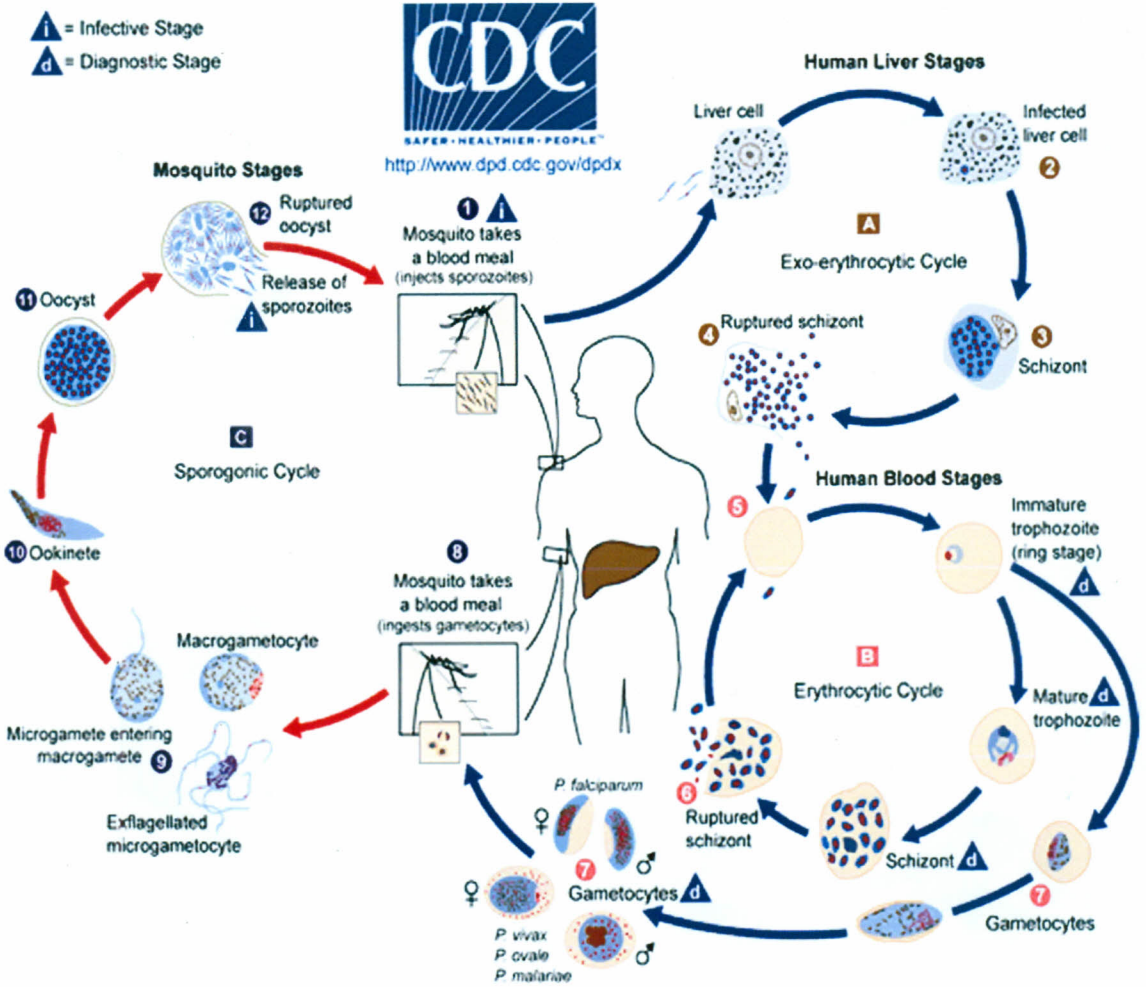 i = Infective Stage
d = Diagnostic Stage
CDC
SAFER·HEALTHIER·PEOPLE™
http://www.dpd.cdc.gov/dpdx
Human Liver Stages
Liver cell
Infected
liver cell
2
A
Exo-erythrocytic Cycle
4 Ruptured schizont
3
Schizont
Mosquito Stages
12 Ruptured
oocyst
1 i
Mosquito takes
a blood meal
(injects sporozoites)
11 Oocyst
Release of
sporozoites
i
C
Sporogonic Cycle
10 Ookinete
8
Mosquito takes
a blood meal
(ingests gametocytes)
Macrogametocyte
Microgamete entering
macrogamete 9
Exflagellated
microgametocyte
Human Blood Stages
5
Immature
trophozoite
(ring stage)
d
B
Erythrocytic Cycle
Mature d
trophozoite
6
Ruptured
schizont
Schizont d
7
Gametocytes
P. falciparum
♀
♂
7
Gametocytes d
♀
♂
P. vivax
P. ovale
P. malariae